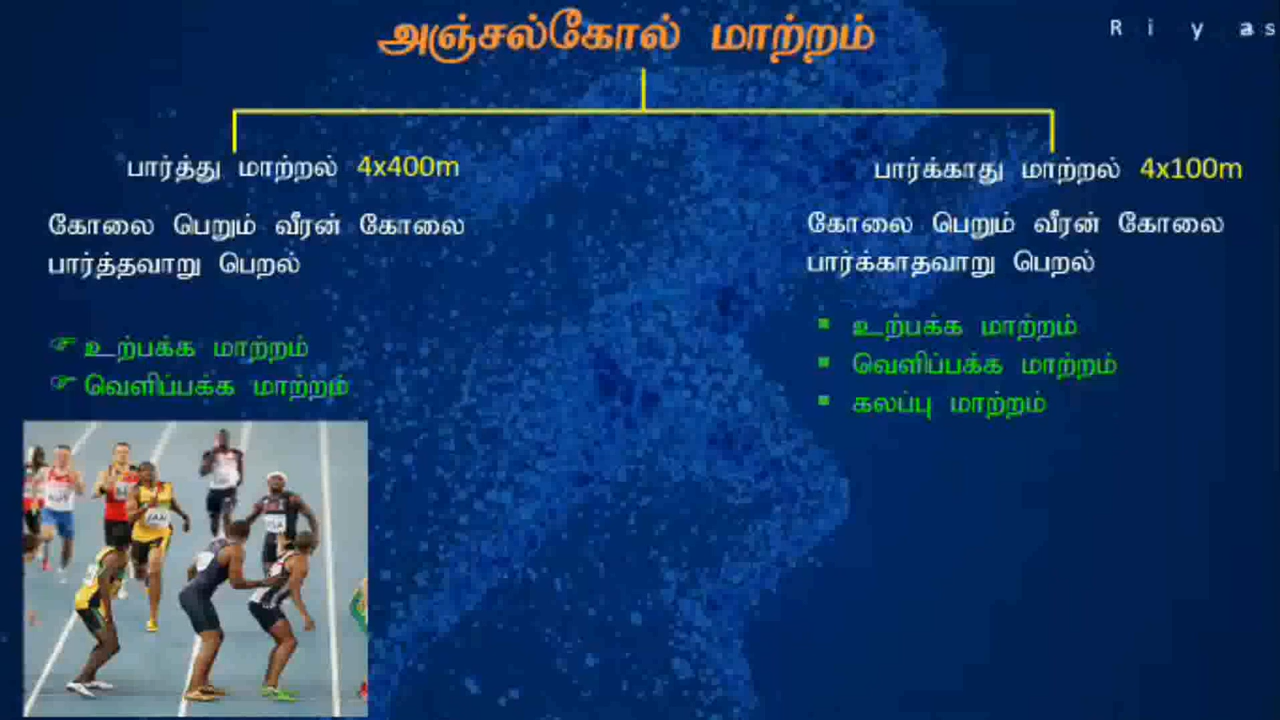 அஞ்சல்கோல் மாற்றம்
R i y as
பார்த்து மாற்றல் 4x400m
கோலை பெறும் வீரன் கோலை
பார்த்தவாறு பெறல்
☞ உற்பக்க மாற்றம்
☞ வெளிப்பக்க மாற்றம்
பார்க்காது மாற்றல் 4x100m
கோலை பெறும் வீரன் கோலை
பார்க்காதவாறு பெறல்
▪ உற்பக்க மாற்றம்
▪ வெளிப்பக்க மாற்றம்
▪ கலப்பு மாற்றம்